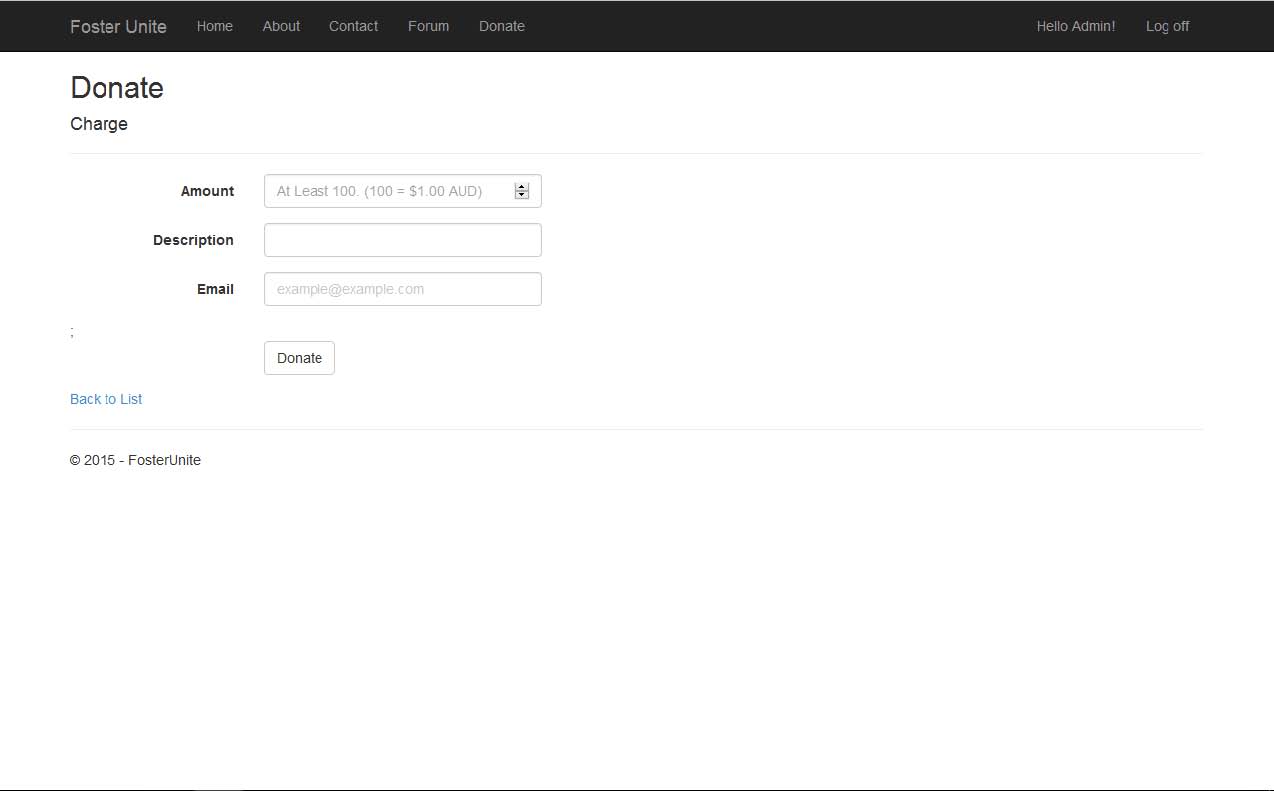 Foster Unite Home About Contact Forum Donate Hello Admin! Log off
Donate
Charge
Amount At Least 100. (100 = $1.00 AUD)
Description
Email example@example.com
;
Donate
Back to List
© 2015 - FosterUnite